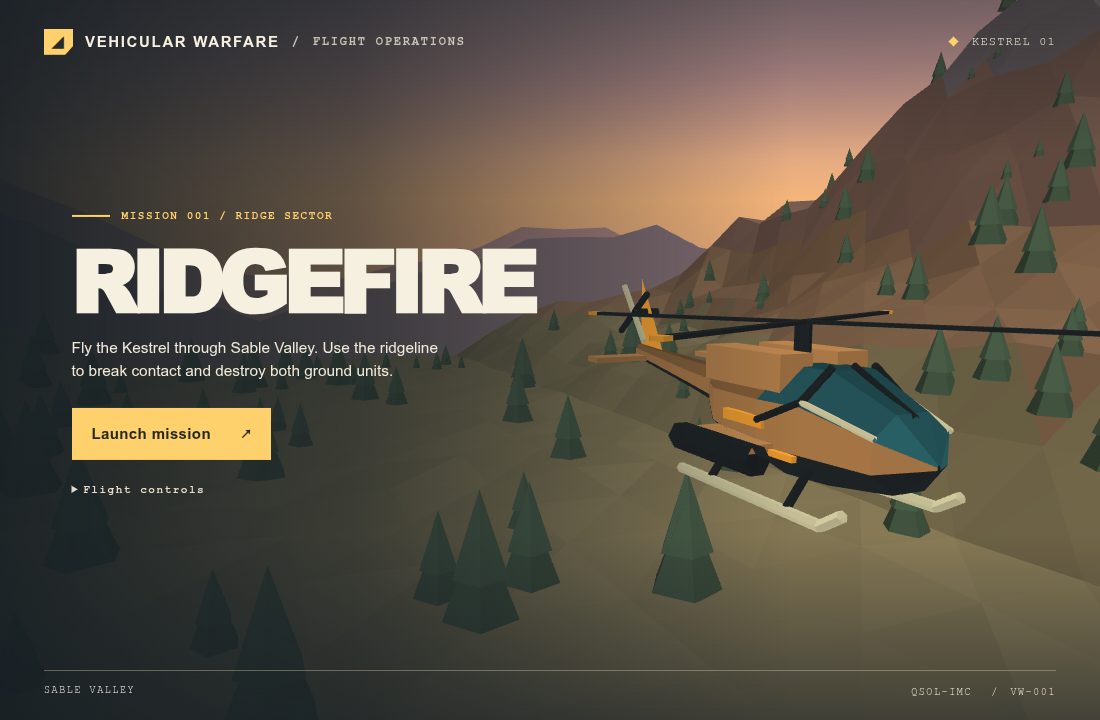 VEHICULAR WARFARE / FLIGHT OPERATIONS
KESTREL 01
MISSION 001 / RIDGE SECTOR
RIDGEFIRE
Fly the Kestrel through Sable Valley. Use the ridgeline
to break contact and destroy both ground units.
Launch mission ↗
Flight controls
SABLE VALLEY
QSOL-IMC / VW-001